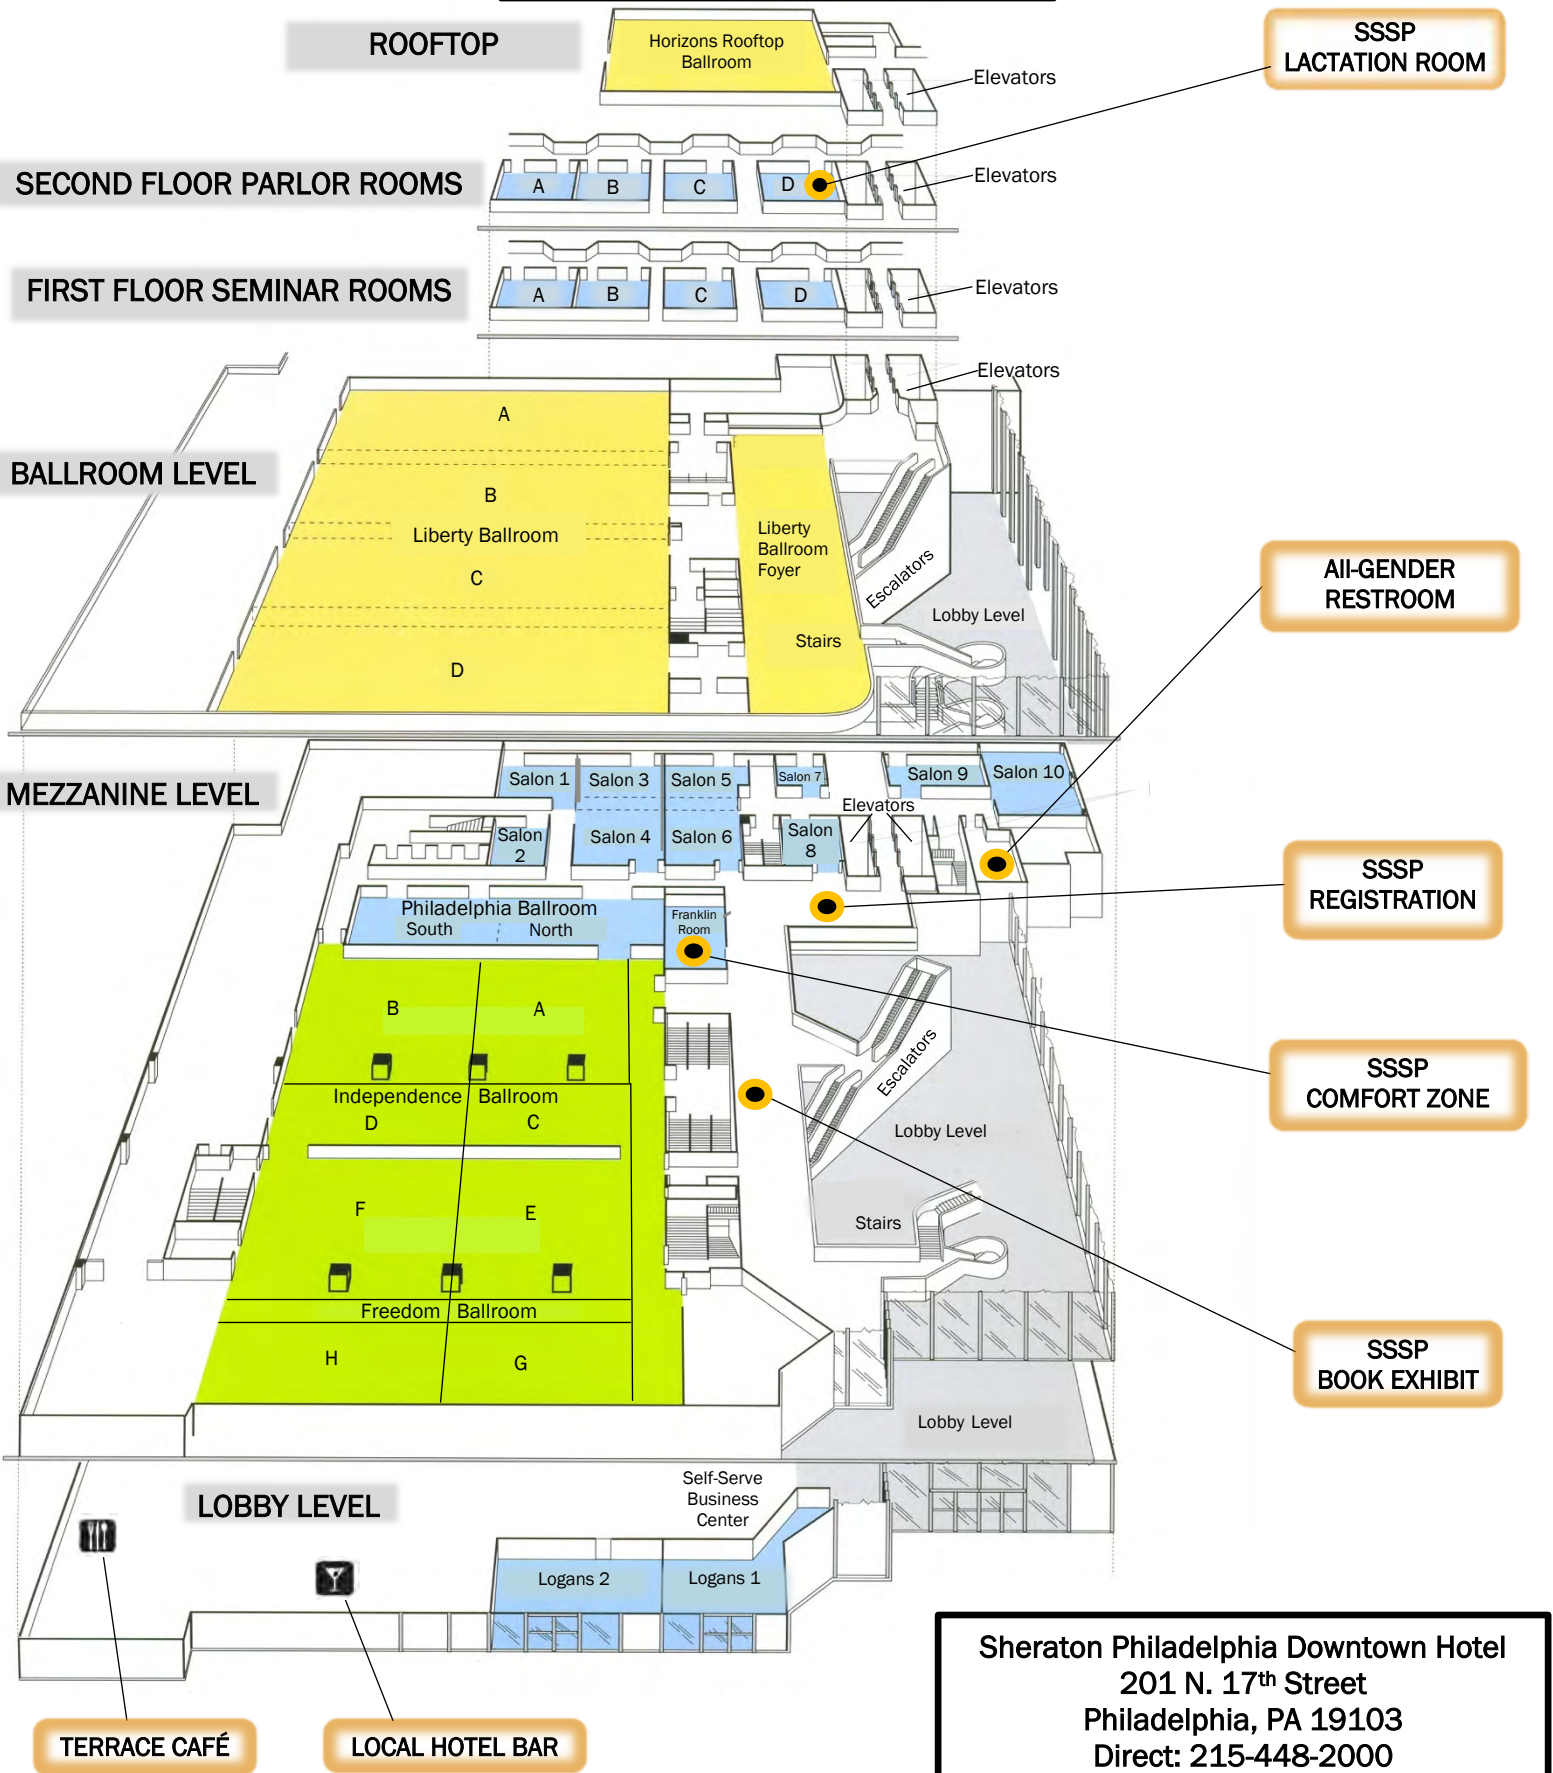 ROOFTOP
Horizons Rooftop
Ballroom
Elevators
SSSP
LACTATION ROOM
SECOND FLOOR PARLOR ROOMS
A
B
C
D
Elevators
FIRST FLOOR SEMINAR ROOMS
A
B
C
D
Elevators
Elevators
BALLROOM LEVEL
A
B
Liberty Ballroom
C
D
Liberty
Ballroom
Foyer
Stairs
Escalators
Lobby Level
All-GENDER
RESTROOM
MEZZANINE LEVEL
Salon 1
Salon 3
Salon 5
Salon 7
Salon 9
Salon 10
Elevators
Salon
2
Salon 4
Salon 6
Salon
8
SSSP
REGISTRATION
Philadelphia Ballroom
South
North
Franklin
Room
B
A
Independence Ballroom
D
C
Escalators
Lobby Level
SSSP
COMFORT ZONE
F
E
Stairs
Freedom Ballroom
H
G
SSSP
BOOK EXHIBIT
Lobby Level
LOBBY LEVEL
Self-Serve
Business
Center
Logans 2
Logans 1
TERRACE CAFÉ
LOCAL HOTEL BAR
Sheraton Philadelphia Downtown Hotel
201 N. 17th Street
Philadelphia, PA 19103
Direct: 215-448-2000